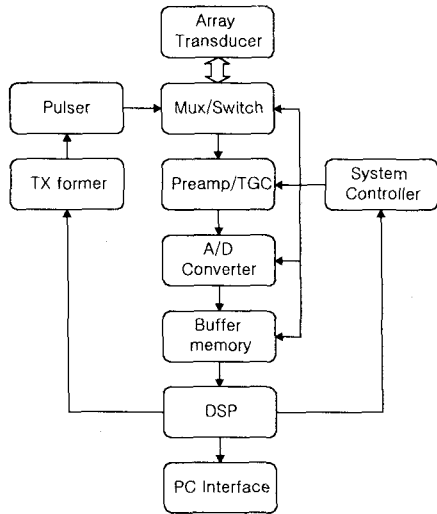 Array
Transducer
Pulser
Mux/Switch
TX former
Preamp/TGC
System
Controller
A/D
Converter
Buffer
memory
DSP
PC Interface